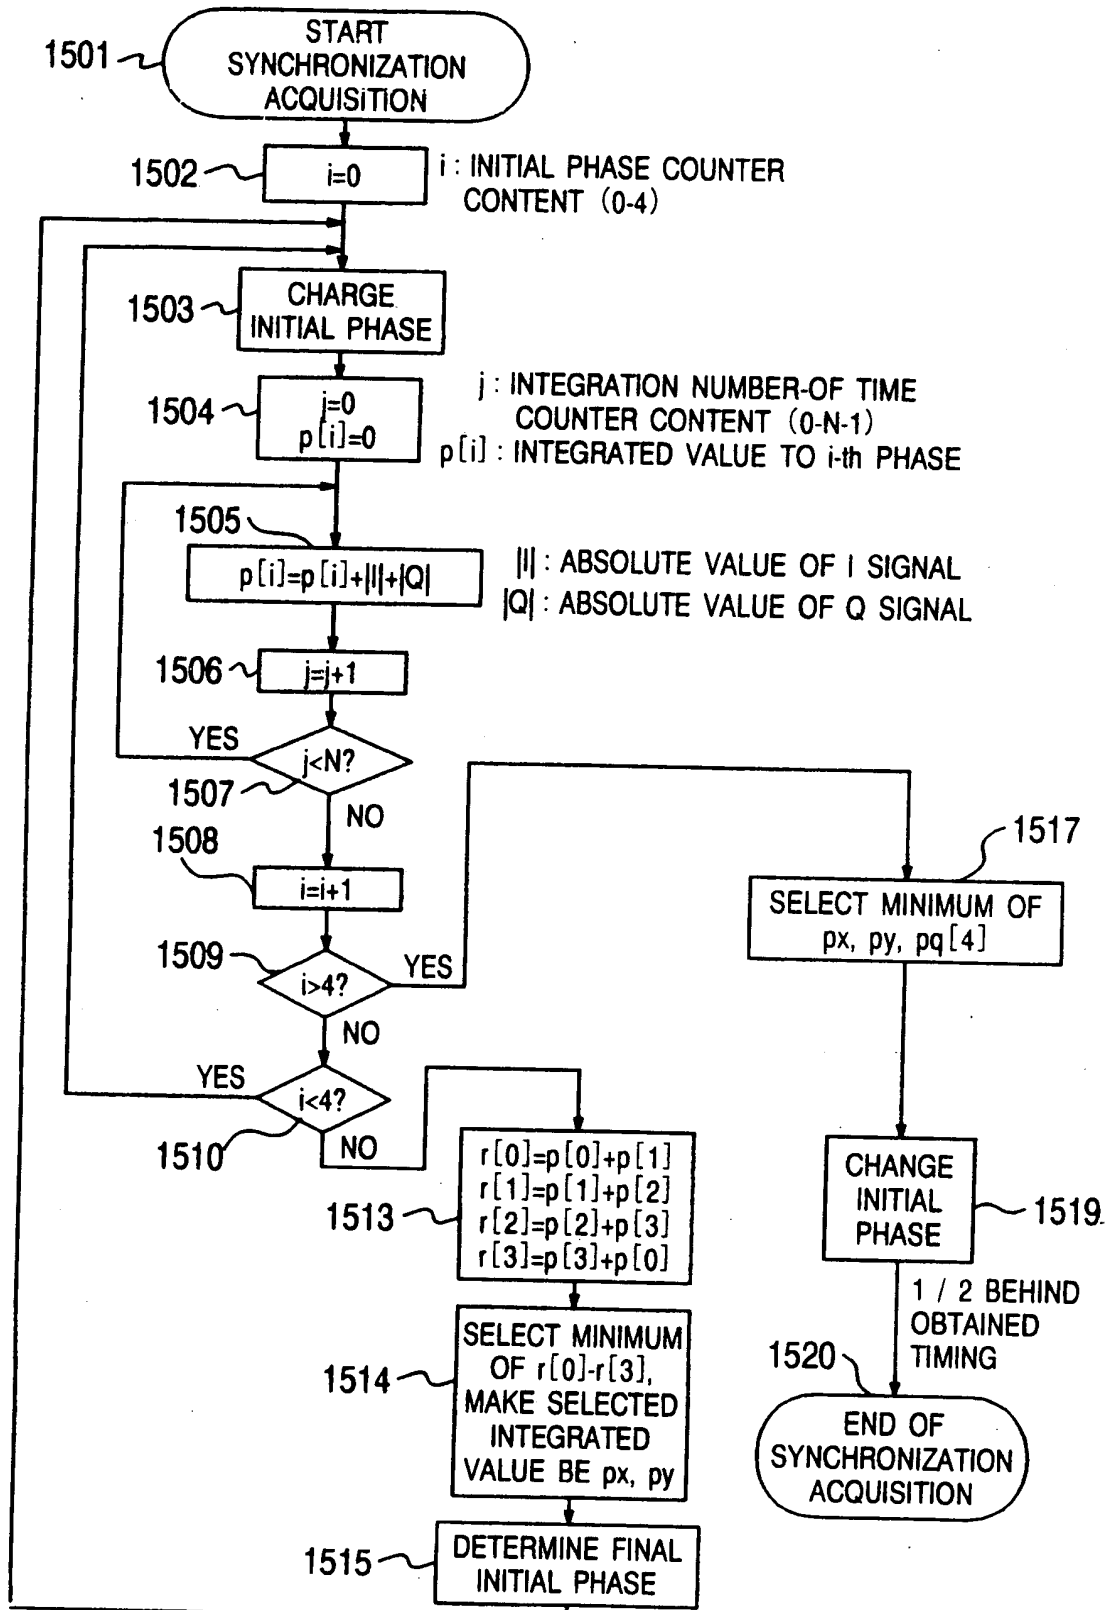 1501
START
SYNCHRONIZATION
ACQUISiTION
1502
i=0
i : INITIAL PHASE COUNTER
CONTENT (0-4)
1503
CHARGE
INITIAL PHASE
1504
j=0
p[i]=0
j : INTEGRATION NUMBER-OF TIME
COUNTER CONTENT (0-N-1)
p[i] : INTEGRATED VALUE TO i-th PHASE
1505
p[i]=p[i]+|I|+|Q|
|I| : ABSOLUTE VALUE OF I SIGNAL
|Q| : ABSOLUTE VALUE OF Q SIGNAL
1506
j=j+1
YES
j<N?
1507
NO
1508
i=i+1
1509
i>4?
YES
NO
YES
i<4?
1510
NO
1513
r[0]=p[0]+p[1]
r[1]=p[1]+p[2]
r[2]=p[2]+p[3]
r[3]=p[3]+p[0]
1514
SELECT MINIMUM
OF r[0]-r[3],
MAKE SELECTED
INTEGRATED
VALUE BE px, py
1515
DETERMINE FINAL
INITIAL PHASE
1517
SELECT MINIMUM OF
px, py, pq[4]
CHANGE
INITIAL
PHASE
1519
1 / 2 BEHIND
OBTAINED
TIMING
1520
END OF
SYNCHRONIZATION
ACQUISITION